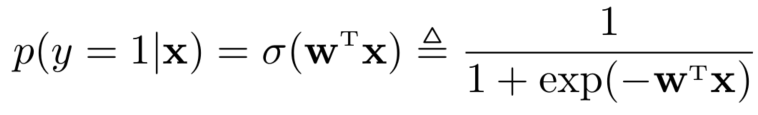 p(y = 1|𝐱) = σ(𝐰ᵀ𝐱) ≜ 1 / (1 + exp(−𝐰ᵀ𝐱))